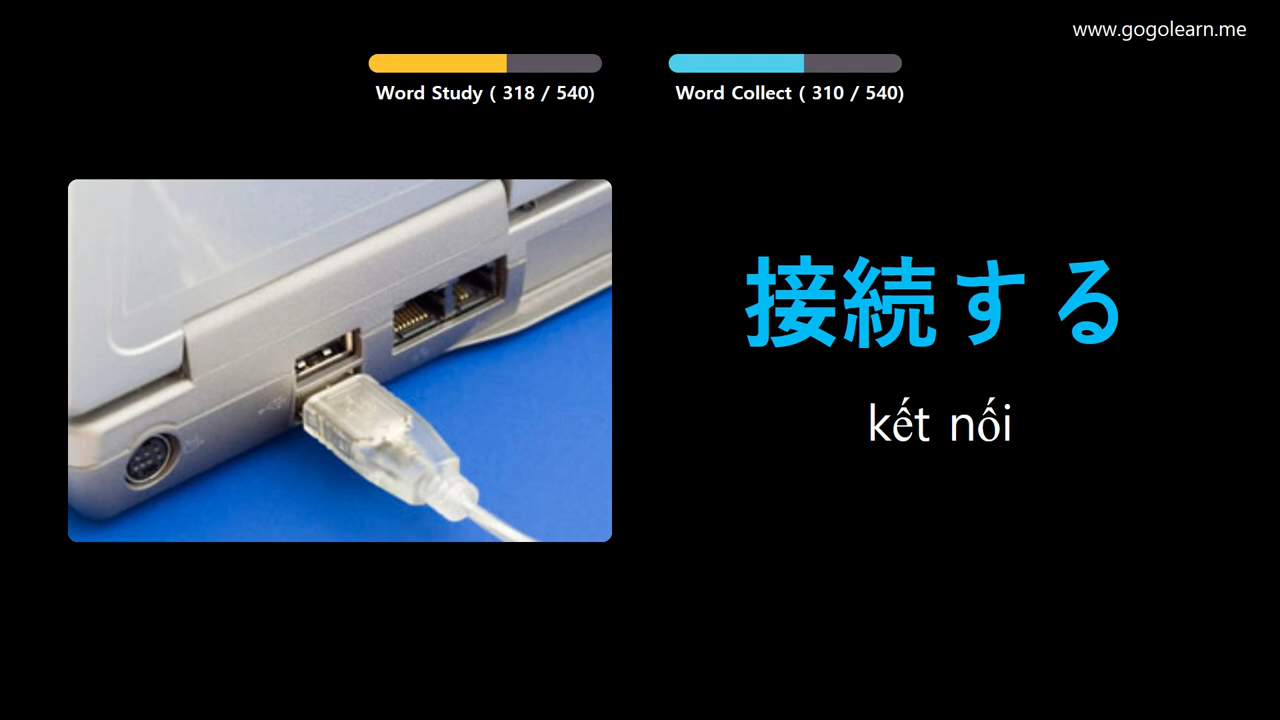 www.gogolearn.me
Word Study ( 318 / 540)
Word Collect ( 310 / 540)
接続する
kết nối